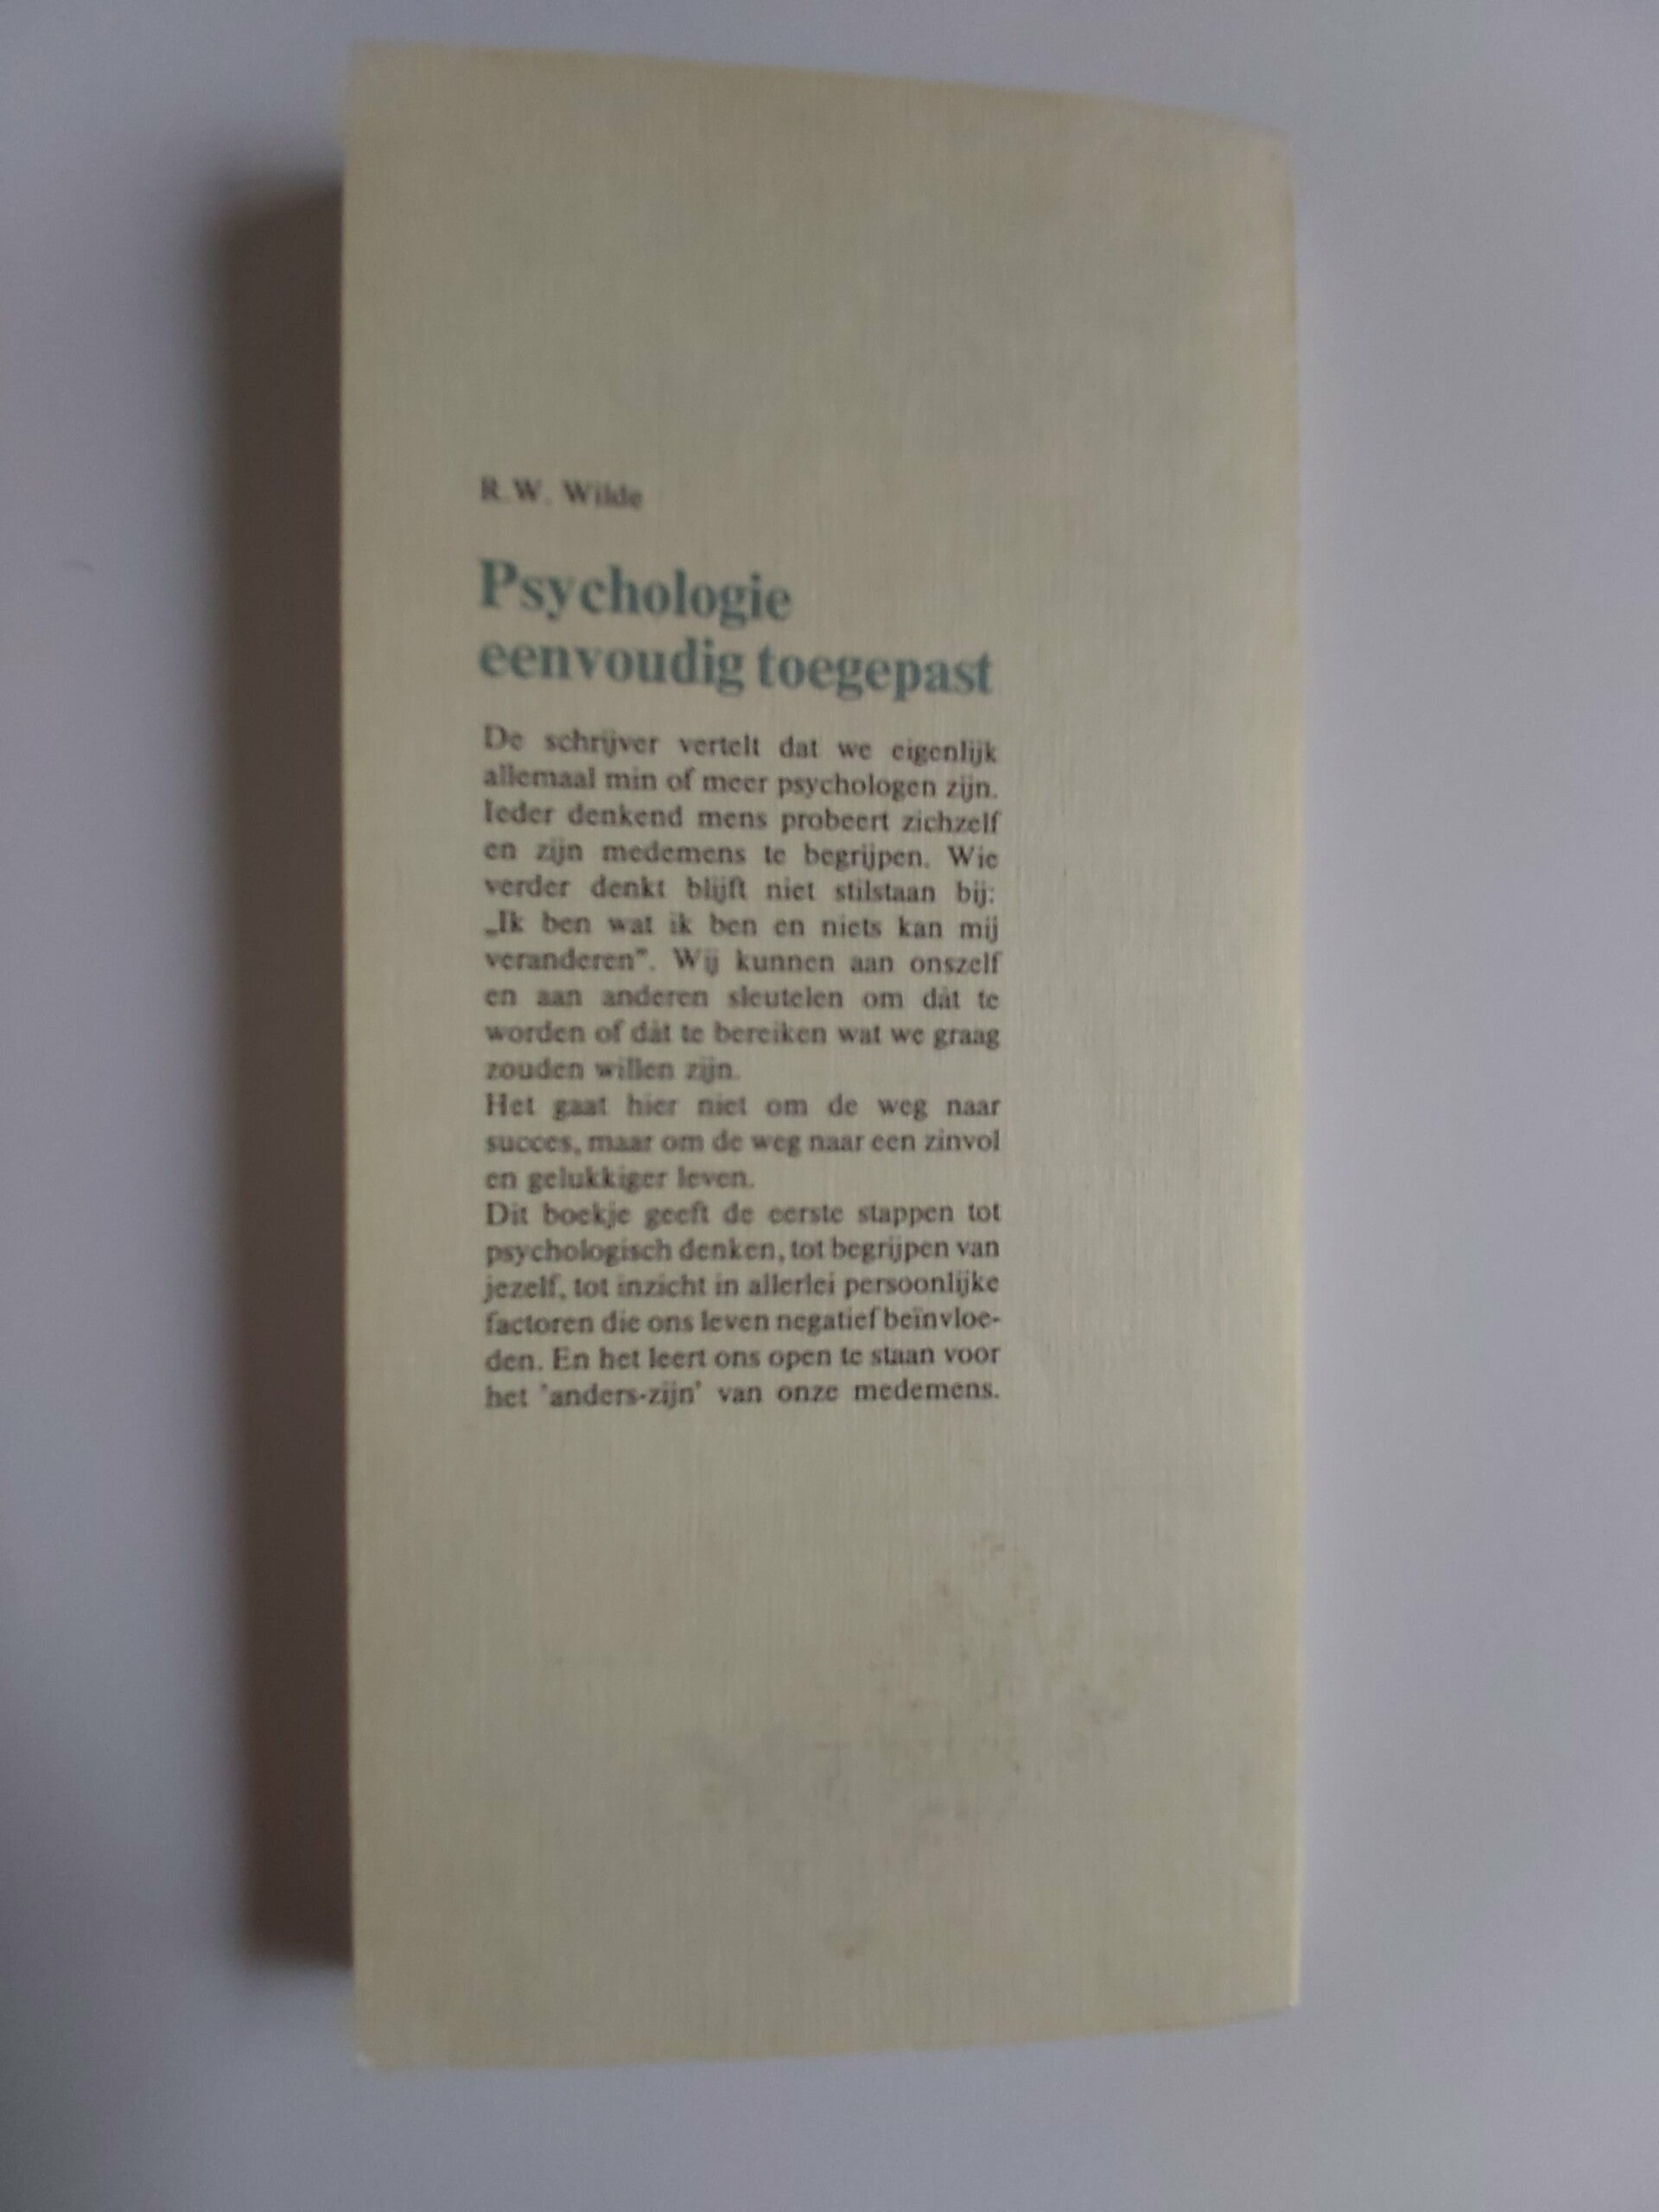 R.W. Wilde
Psychologie
eenvoudig toegepast
De schrijver vertelt dat we eigenlijk
allemaal min of meer psychologen zijn.
Ieder denkend mens probeert zichzelf
en zijn medemens te begrijpen. Wie
verder denkt blijft niet stilstaan bij:
„Ik ben wat ik ben en niets kan mij
veranderen”. Wij kunnen aan onszelf
en aan anderen sleutelen om dàt te
worden of dàt te bereiken wat we graag
zouden willen zijn.
Het gaat hier niet om de weg naar
succes, maar om de weg naar een zinvol
en gelukkiger leven.
Dit boekje geeft de eerste stappen tot
psychologisch denken, tot begrijpen van
jezelf, tot inzicht in allerlei persoonlijke
factoren die ons leven negatief beïnvloe-
den. En het leert ons open te staan voor
het 'anders-zijn' van onze medemens.